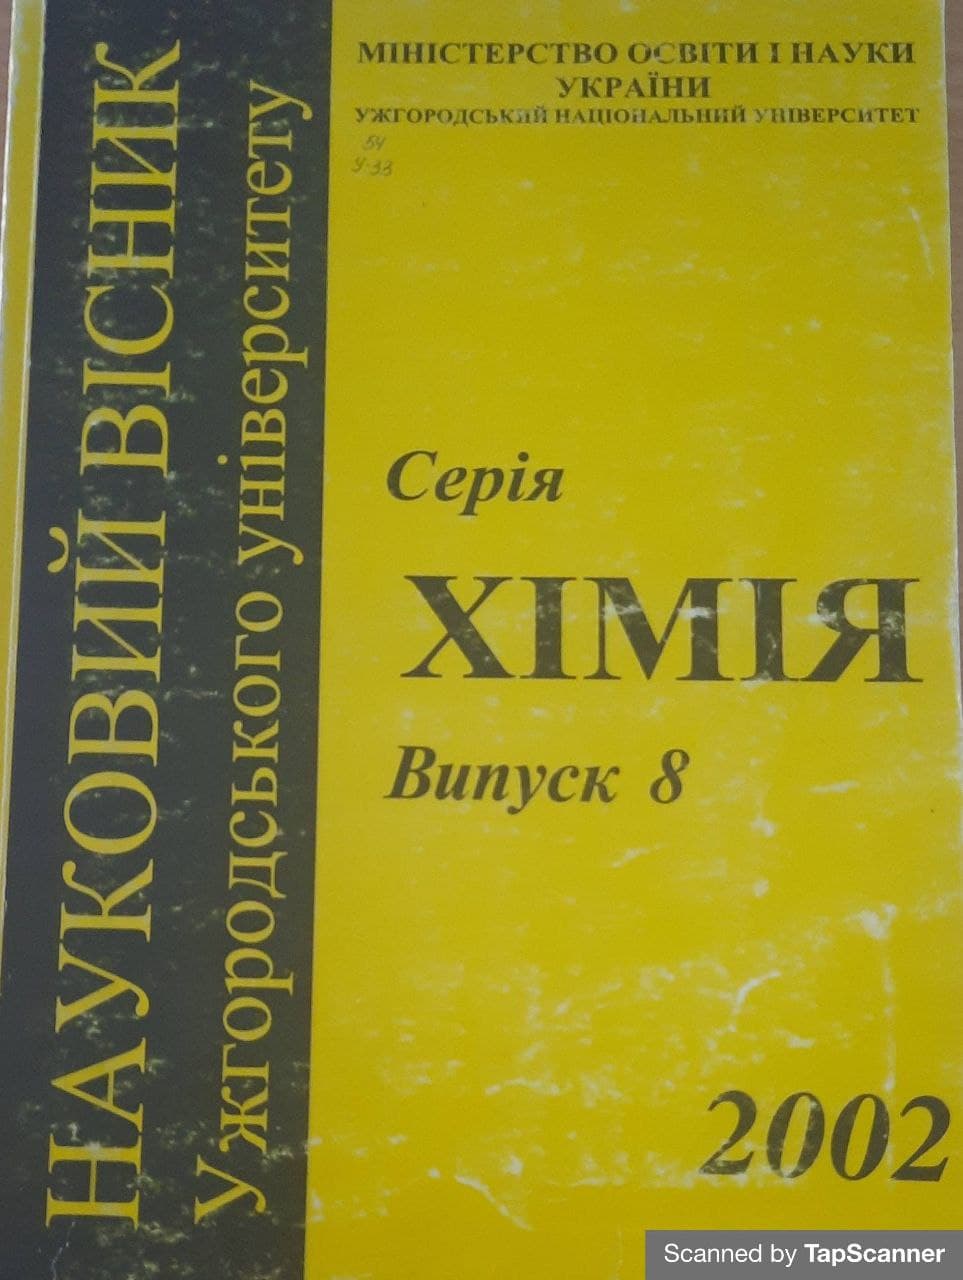 НАУКОВИЙ ВІСНИК
Ужгородського університету
МІНІСТЕРСТВО ОСВІТИ І НАУКИ
УКРАЇНИ
УЖГОРОДСЬКИЙ НАЦІОНАЛЬНИЙ УНІВЕРСИТЕТ
54
У-33
Серія
ХІМІЯ
Випуск 8
2002
Scanned by TapScanner